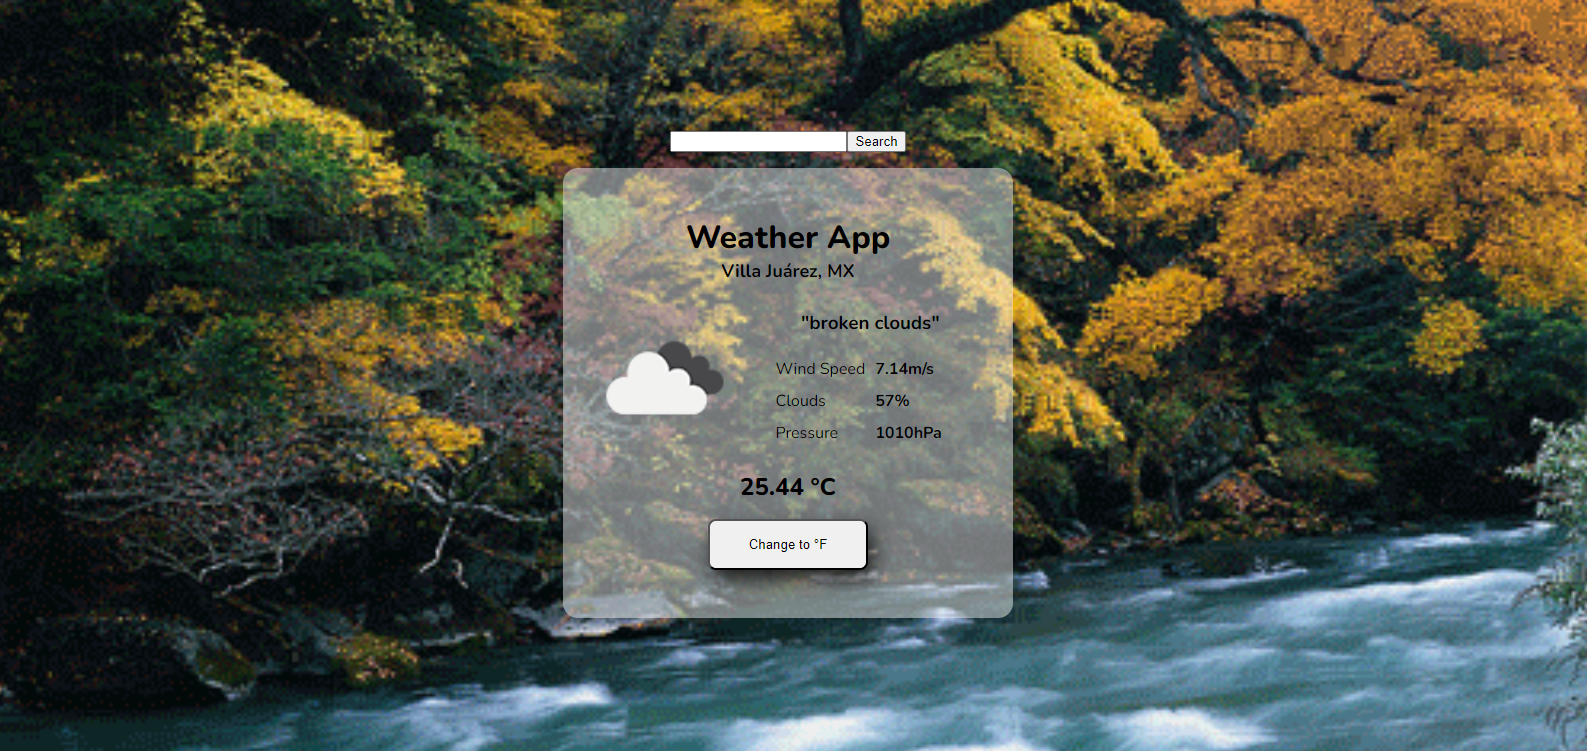 Search
Weather App
Villa Juárez, MX
"broken clouds"
Wind Speed 7.14m/s
Clouds 57%
Pressure 1010hPa
25.44 °C
Change to °F